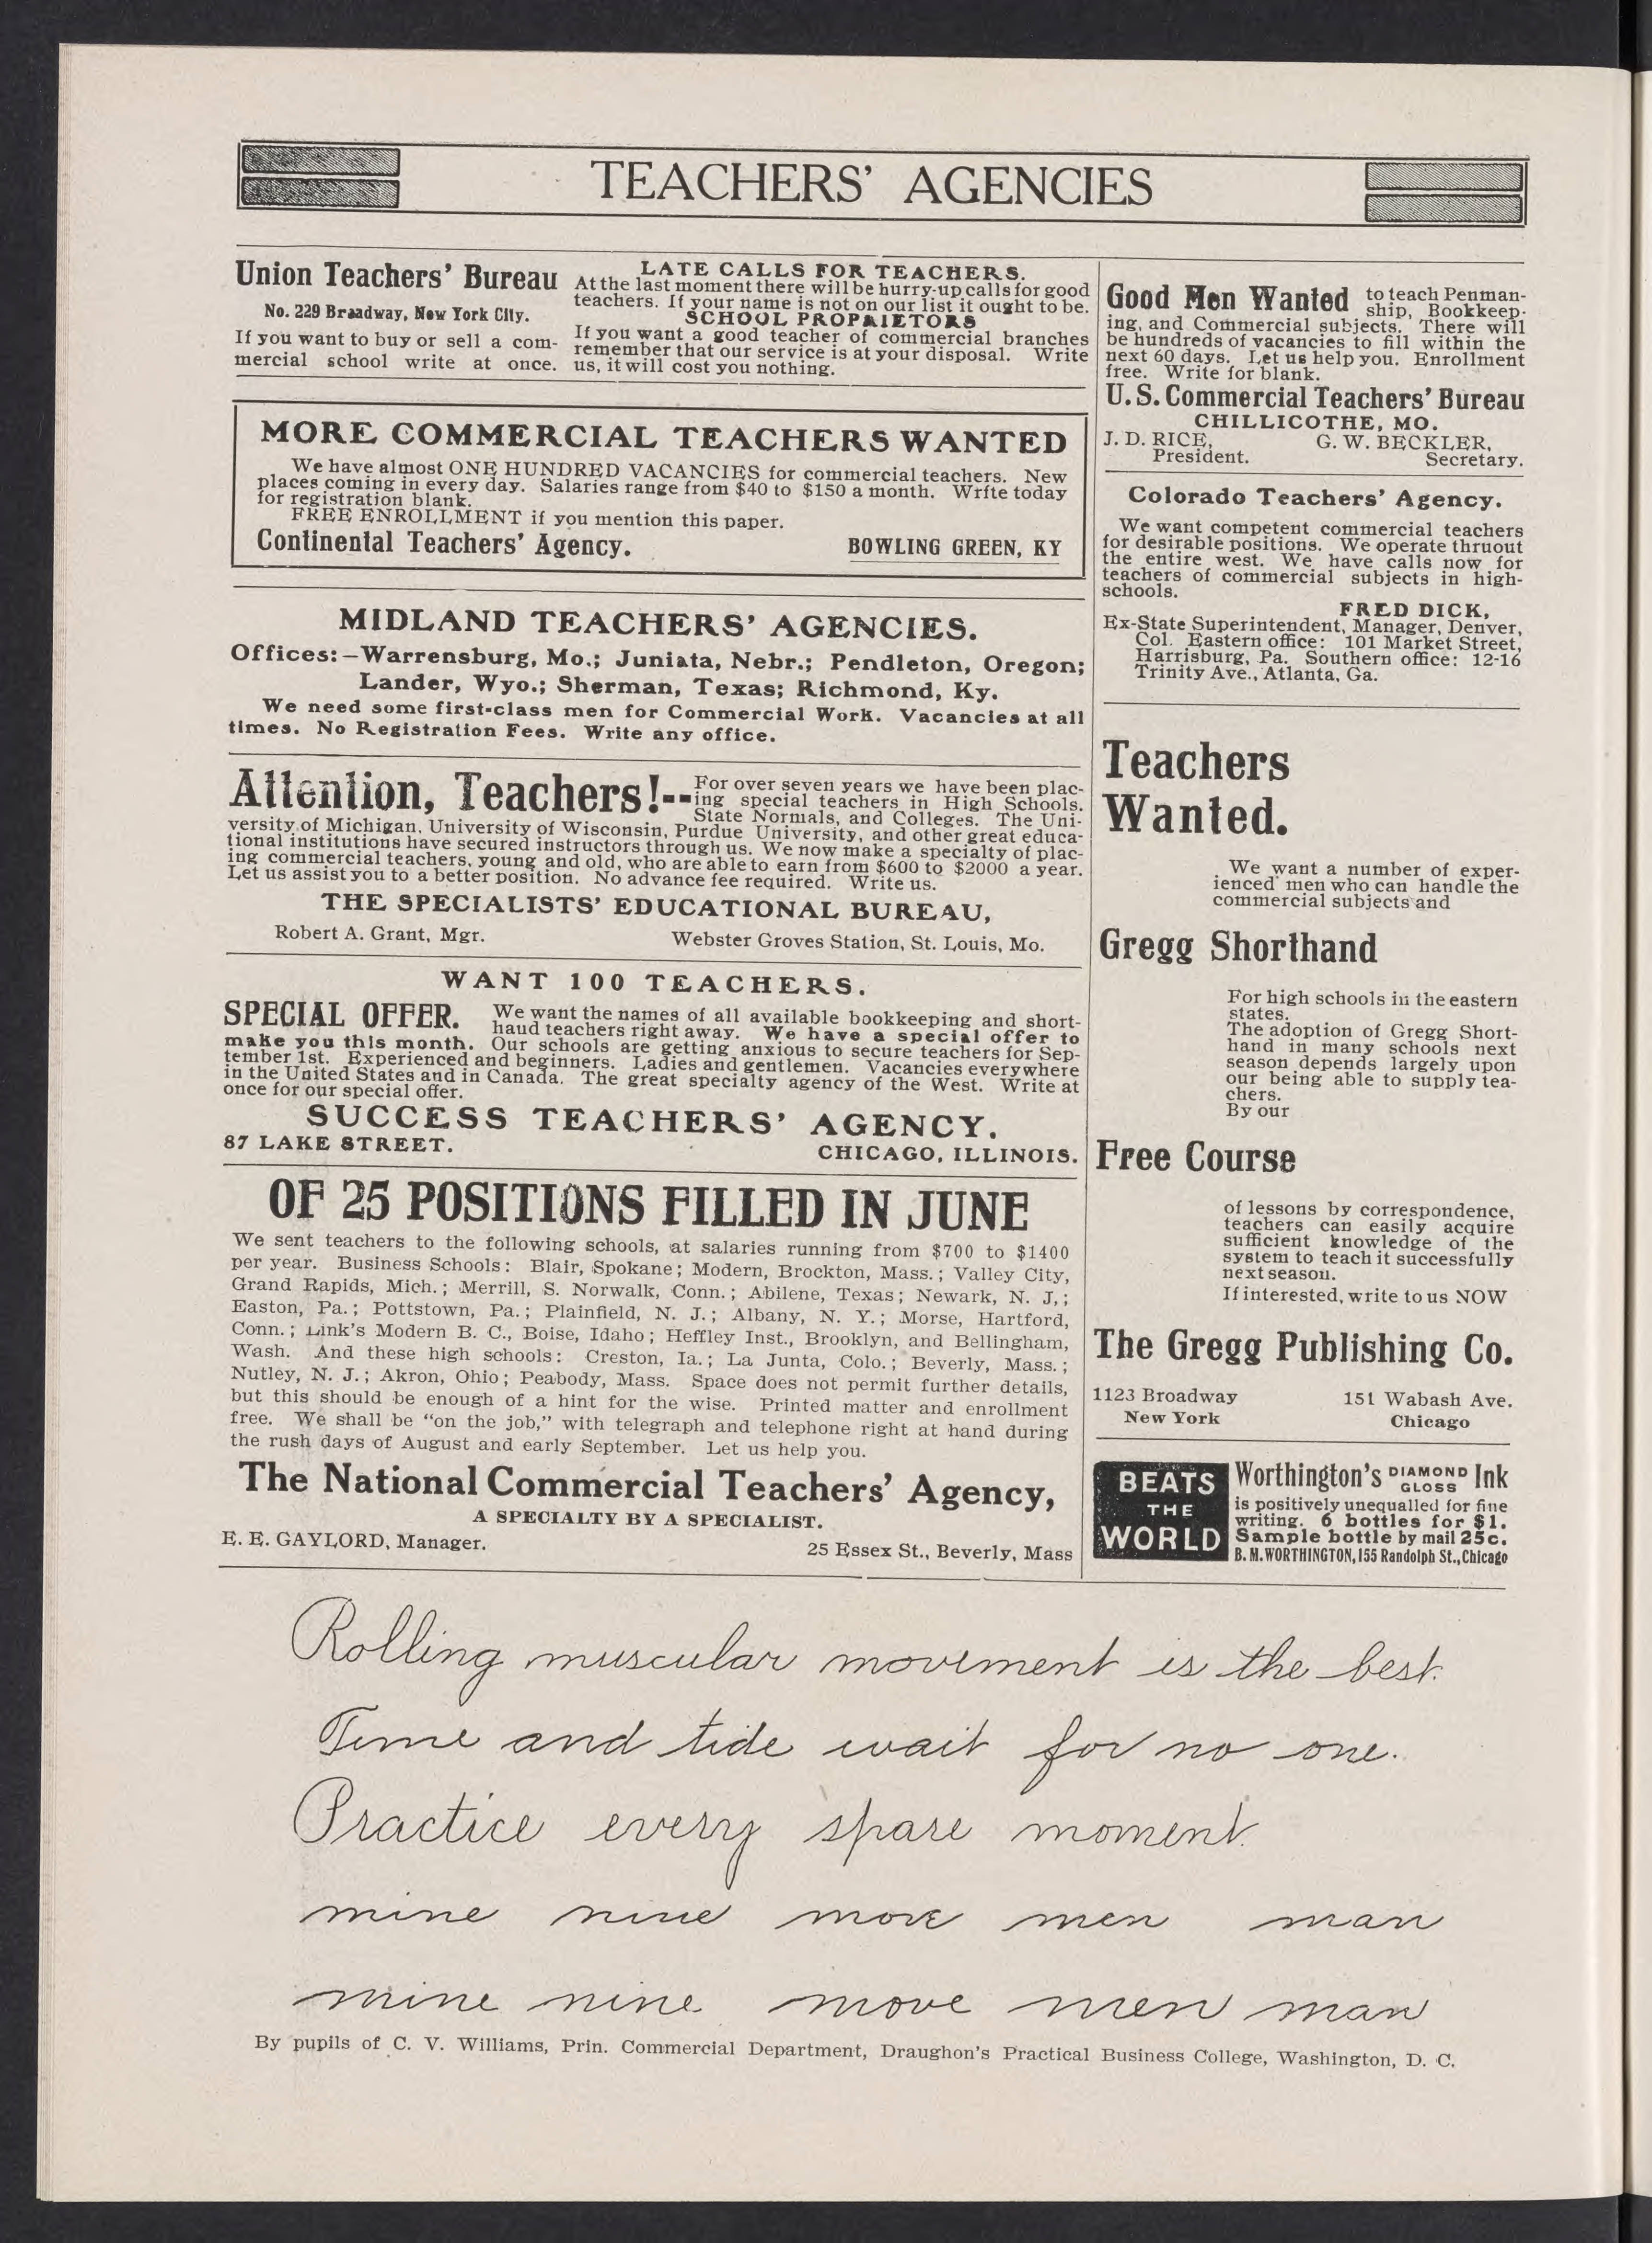 TEACHERS' AGENCIES
Union Teachers' Bureau
No. 229 Broadway, New York City.
If you want to buy or sell a com-
mercial school write at once.
LATE CALLS FOR TEACHERS.
At the last moment there will be hurry-up calls for good
teachers. If your name is not on our list it ought to be.
SCHOOL PROPRIETORS
If you want a good teacher of commercial branches
remember that our service is at your disposal. Write
us, it will cost you nothing.
MORE COMMERCIAL TEACHERS WANTED
We have almost ONE HUNDRED VACANCIES for commercial teachers. New
places coming in every day. Salaries range from $40 to $150 a month. Write today
for registration blank.
FREE ENROLLMENT if you mention this paper.
Continental Teachers' Agency. BOWLING GREEN, KY
MIDLAND TEACHERS' AGENCIES.
Offices:—Warrensburg, Mo.; Juniata, Nebr.; Pendleton, Oregon;
Lander, Wyo.; Sherman, Texas; Richmond, Ky.
We need some first-class men for Commercial Work. Vacancies at all
times. No Registration Fees. Write any office.
Attention, Teachers!-- For over seven years we have been plac-
ing special teachers in High Schools.
State Normals, and Colleges. The Uni-
versity of Michigan, University of Wisconsin, Purdue University, and other great educa-
tional institutions have secured instructors through us. We now make a specialty of plac-
ing commercial teachers, young and old, who are able to earn from $600 to $2000 a year.
Let us assist you to a better position. No advance fee required. Write us.
THE SPECIALISTS' EDUCATIONAL BUREAU,
Robert A. Grant, Mgr. Webster Groves Station, St. Louis, Mo.
WANT 100 TEACHERS.
SPECIAL OFFER. We want the names of all available bookkeeping and short-
haud teachers right away. We have a special offer to
make you this month. Our schools are getting anxious to secure teachers for Sep-
tember 1st. Experienced and beginners. Ladies and gentlemen. Vacancies everywhere
in the United States and in Canada. The great specialty agency of the West. Write at
once for our special offer.
SUCCESS TEACHERS' AGENCY.
87 LAKE STREET. CHICAGO, ILLINOIS.
OF 25 POSITIONS FILLED IN JUNE
We sent teachers to the following schools, at salaries running from $700 to $1400
per year. Business Schools: Blair, Spokane; Modern, Brockton, Mass.; Valley City,
Grand Rapids, Mich.; Merrill, S. Norwalk, Conn.; Abilene, Texas; Newark, N. J,;
Easton, Pa.; Pottstown, Pa.; Plainfield, N. J.; Albany, N. Y.; Morse, Hartford,
Conn.; Link's Modern B. C., Boise, Idaho; Heffley Inst., Brooklyn, and Bellingham,
Wash. And these high schools: Creston, Ia.; La Junta, Colo.; Beverly, Mass.;
Nutley, N. J.; Akron, Ohio; Peabody, Mass. Space does not permit further details,
but this should be enough of a hint for the wise. Printed matter and enrollment
free. We shall be "on the job," with telegraph and telephone right at hand during
the rush days of August and early September. Let us help you.
The National Commercial Teachers' Agency,
A SPECIALTY BY A SPECIALIST.
E. E. GAYLORD, Manager. 25 Essex St., Beverly, Mass
Good Men Wanted to teach Penman-
ship, Bookkeep-
ing, and Commercial subjects. There will
be hundreds of vacancies to fill within the
next 60 days. Let us help you. Enrollment
free. Write for blank.
U.S. Commercial Teachers' Bureau
CHILLICOTHE, MO.
J. D. RICE, G. W. BECKLER,
President. Secretary.
Colorado Teachers' Agency.
We want competent commercial teachers
for desirable positions. We operate thruout
the entire west. We have calls now for
teachers of commercial subjects in high-
schools.
FRED DICK,
Ex-State Superintendent, Manager, Denver,
Col. Eastern office: 101 Market Street,
Harrisburg, Pa. Southern office: 12-16
Trinity Ave., Atlanta, Ga.
Teachers
Wanted.
We want a number of exper-
ienced men who can handle the
commercial subjects and
Gregg Shorthand
For high schools in the eastern
states.
The adoption of Gregg Short-
hand in many schools next
season depends largely upon
our being able to supply tea-
chers.
By our
Free Course
of lessons by correspondence,
teachers can easily acquire
sufficient knowledge of the
system to teach it successfully
next season.
If interested, write to us NOW
The Gregg Publishing Co.
1123 Broadway 151 Wabash Ave.
New York Chicago
BEATS
THE
WORLD
Worthington's DIAMOND GLOSS Ink
is positively unequalled for fine
writing. 6 bottles for $1.
Sample bottle by mail 25c.
B. M. WORTHINGTON, 155 Randolph St., Chicago
Rolling muscular movement is the best.
Time and tide wait for no one.
Practice every spare moment.
mine nine move men man
mine nine move men man
By pupils of C. V. Williams, Prin. Commercial Department, Draughon's Practical Business College, Washington, D. C.